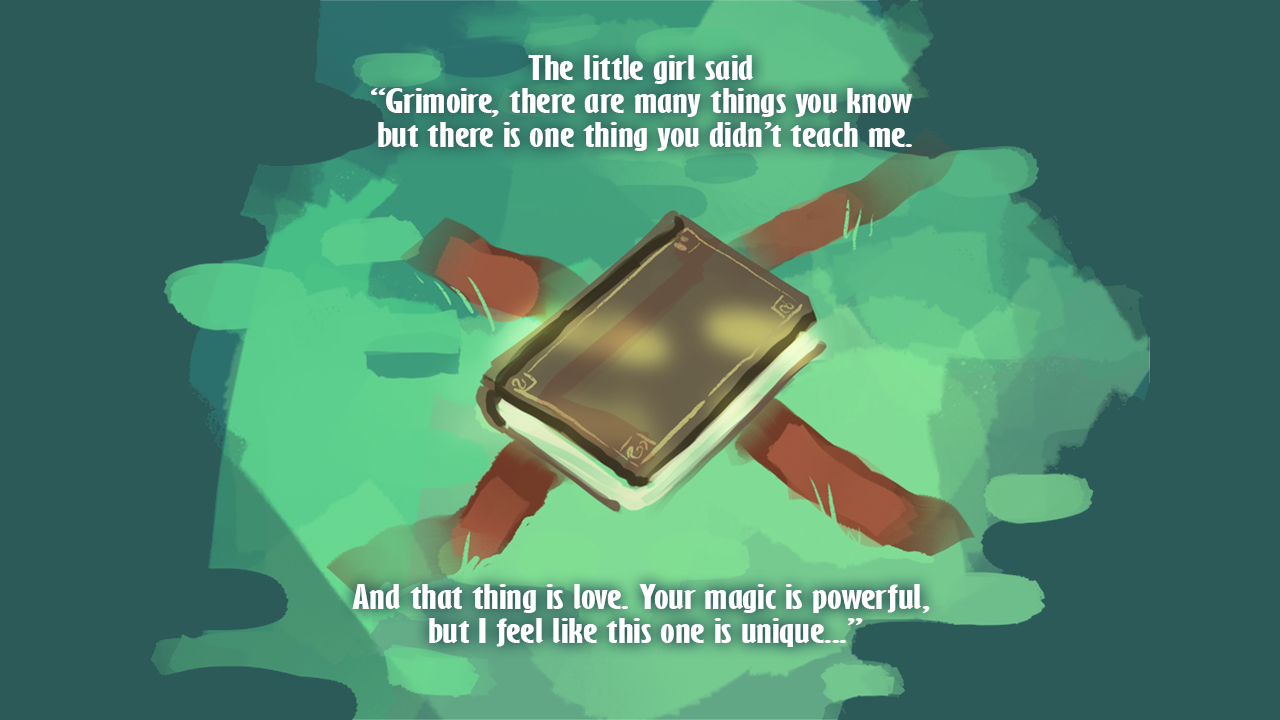 The little girl said
“Grimoire, there are many things you know
but there is one thing you didn’t teach me.
And that thing is love. Your magic is powerful,
but I feel like this one is unique...”